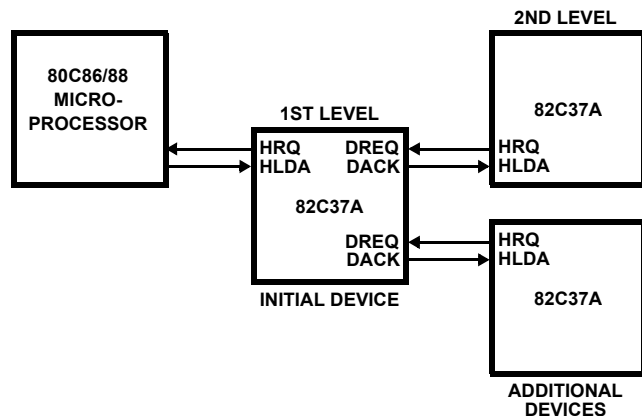 2ND LEVEL
80C86/88
MICRO-
PROCESSOR
82C37A
HRQ
HLDA
1ST LEVEL
HRQ
HLDA
DREQ
DACK
82C37A
DREQ
DACK
INITIAL DEVICE
HRQ
HLDA
82C37A
ADDITIONAL
DEVICES